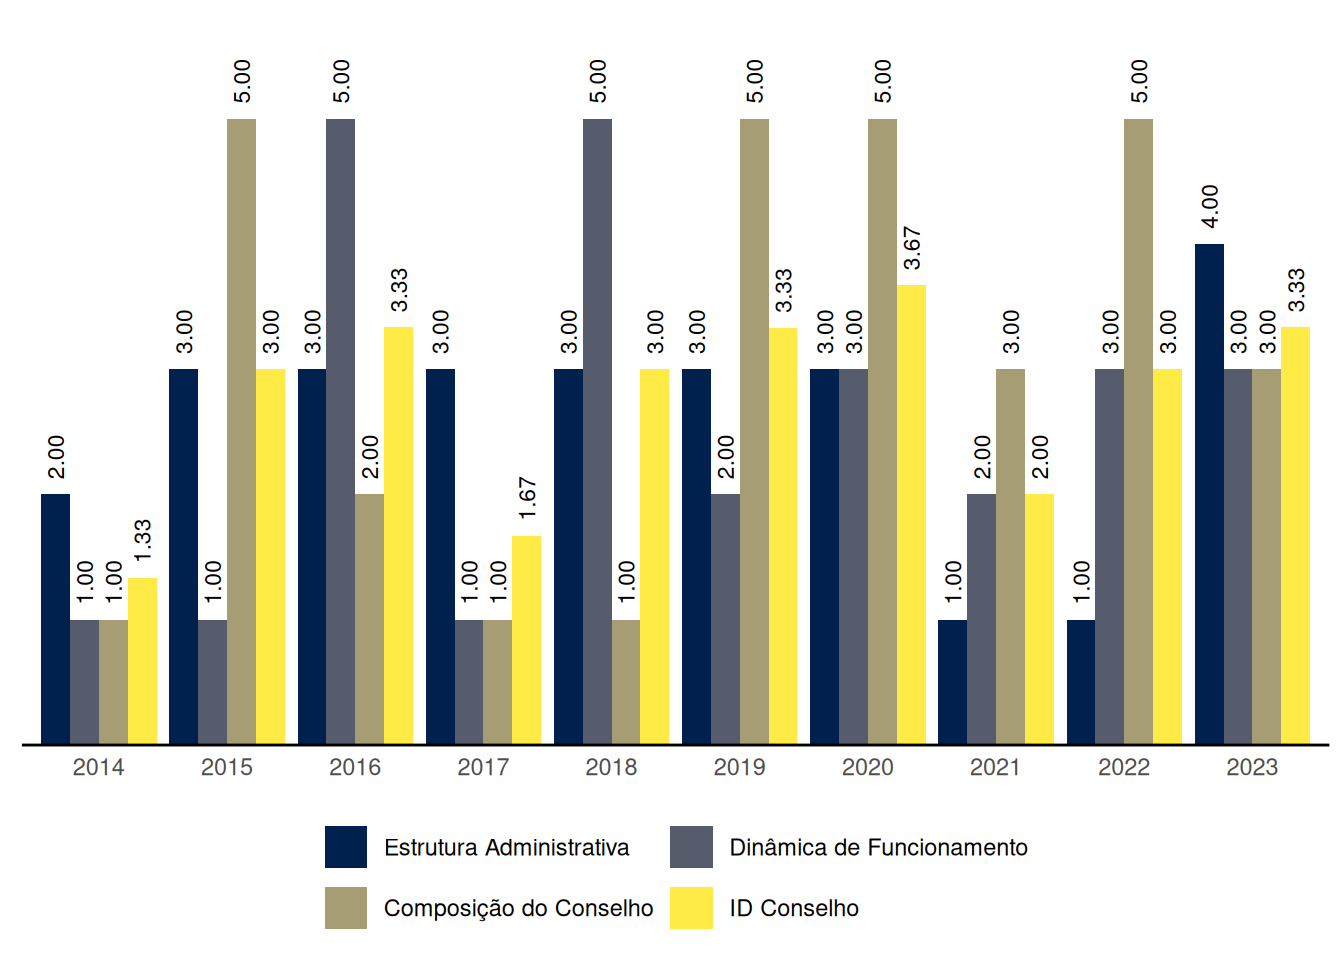 2.00 1.00 1.00 1.33
3.00 1.00 5.00 3.00
3.00 5.00 2.00 3.33
3.00 1.00 1.00 1.67
3.00 5.00 1.00 3.00
3.00 2.00 5.00 3.33
3.00 3.00 5.00 3.67
1.00 2.00 3.00 2.00
1.00 3.00 5.00 3.00
4.00 3.00 3.00 3.33
2014 2015 2016 2017 2018 2019 2020 2021 2022 2023
Estrutura Administrativa Dinâmica de Funcionamento
Composição do Conselho ID Conselho